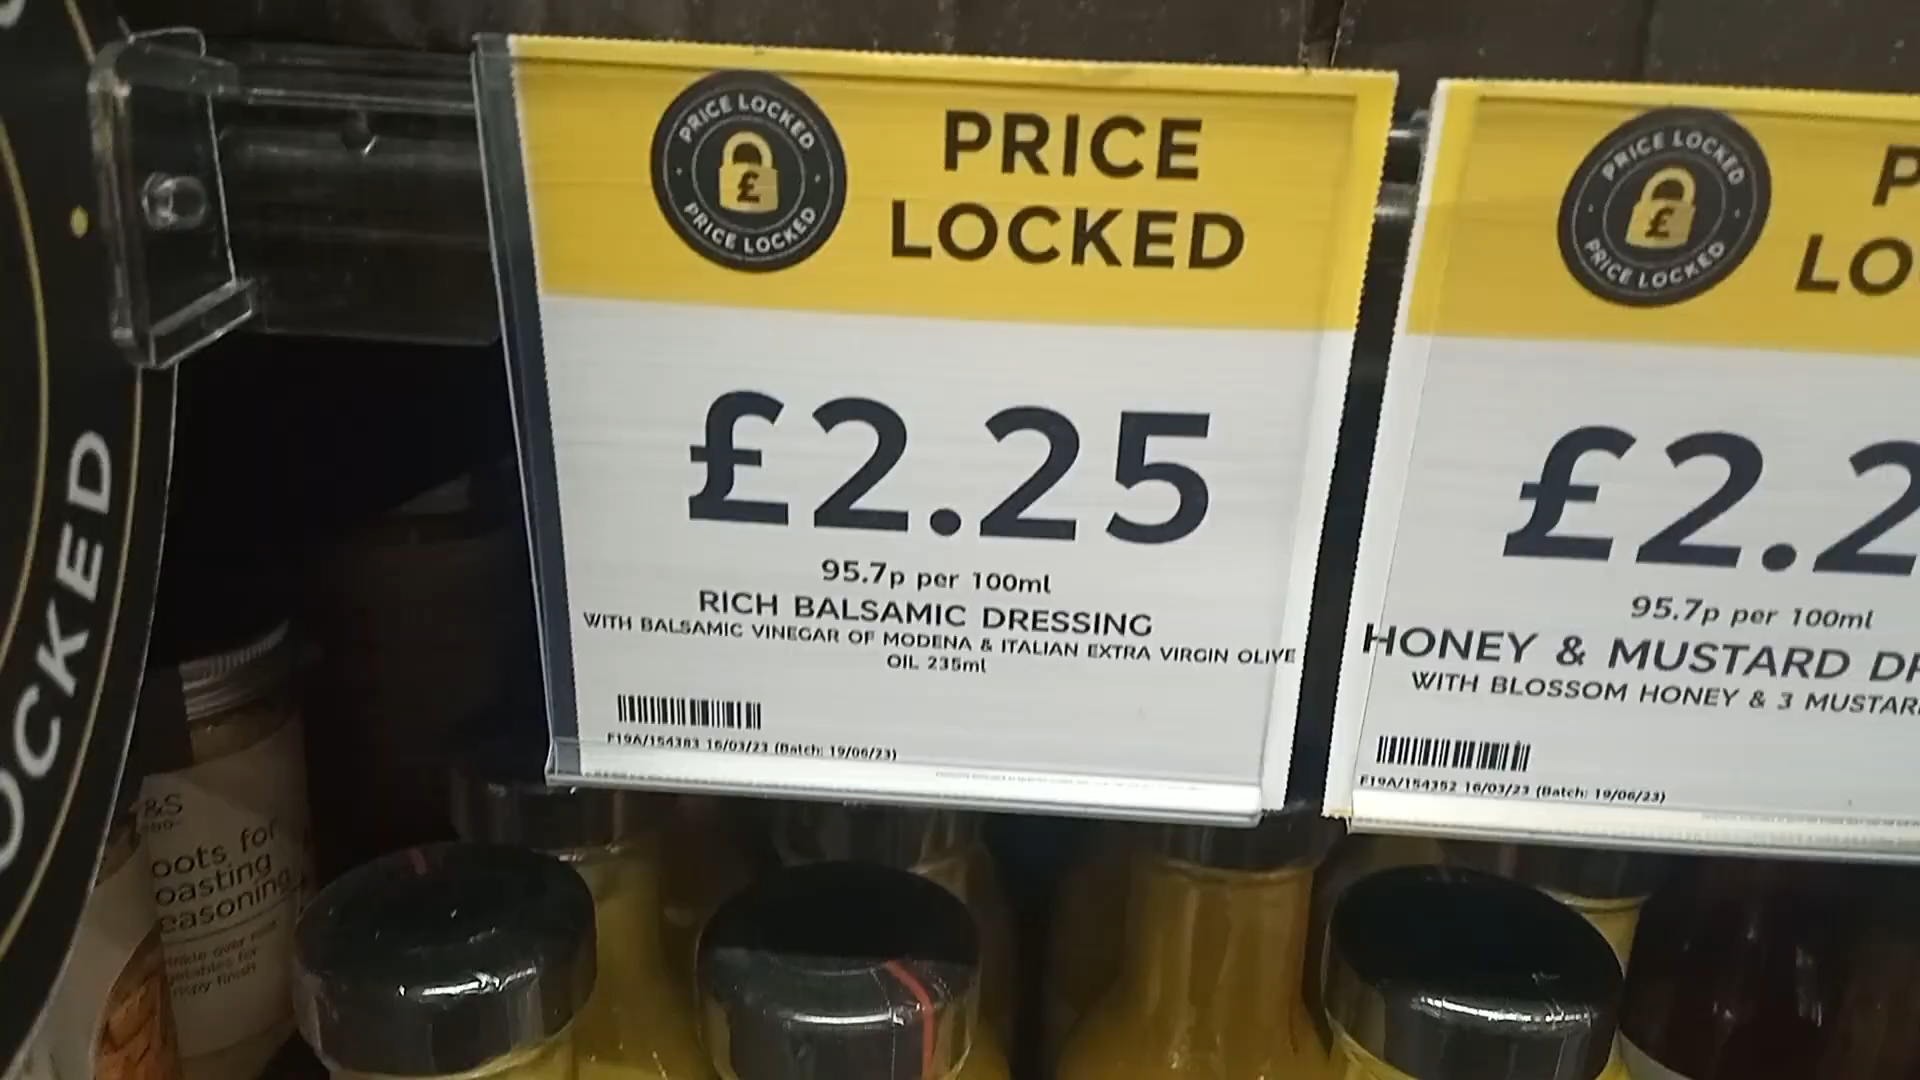 OCKED
PRICE LOCKED
£
PRICE LOCKED
PRICE
LOCKED
£2.25
95.7p per 100ml
RICH BALSAMIC DRESSING
WITH BALSAMIC VINEGAR OF MODENA & ITALIAN EXTRA VIRGIN OLIVE
OIL 235ml
F19A/154383 16/03/23 (Batch: 19/06/23)
PRICE LOCKED
£
PRICE LOCKED
P
LO
£2.2
95.7p per 100ml
HONEY & MUSTARD DR
WITH BLOSSOM HONEY & 3 MUSTAR
F19A/154352 16/03/23 (Batch: 19/06/23)
&S
oots for
oasting
easoning